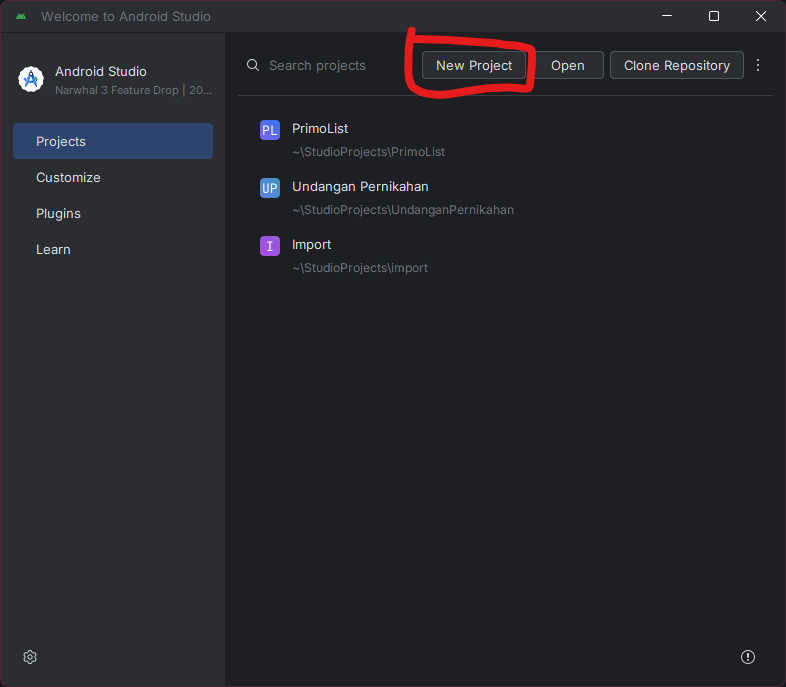 Welcome to Android Studio
Android Studio
Narwhal 3 Feature Drop | 20...
Projects
Customize
Plugins
Learn
Search projects
New Project
Open
Clone Repository
PL
PrimoList
~\StudioProjects\PrimoList
UP
Undangan Pernikahan
~\StudioProjects\UndanganPernikahan
I
Import
~\StudioProjects\import